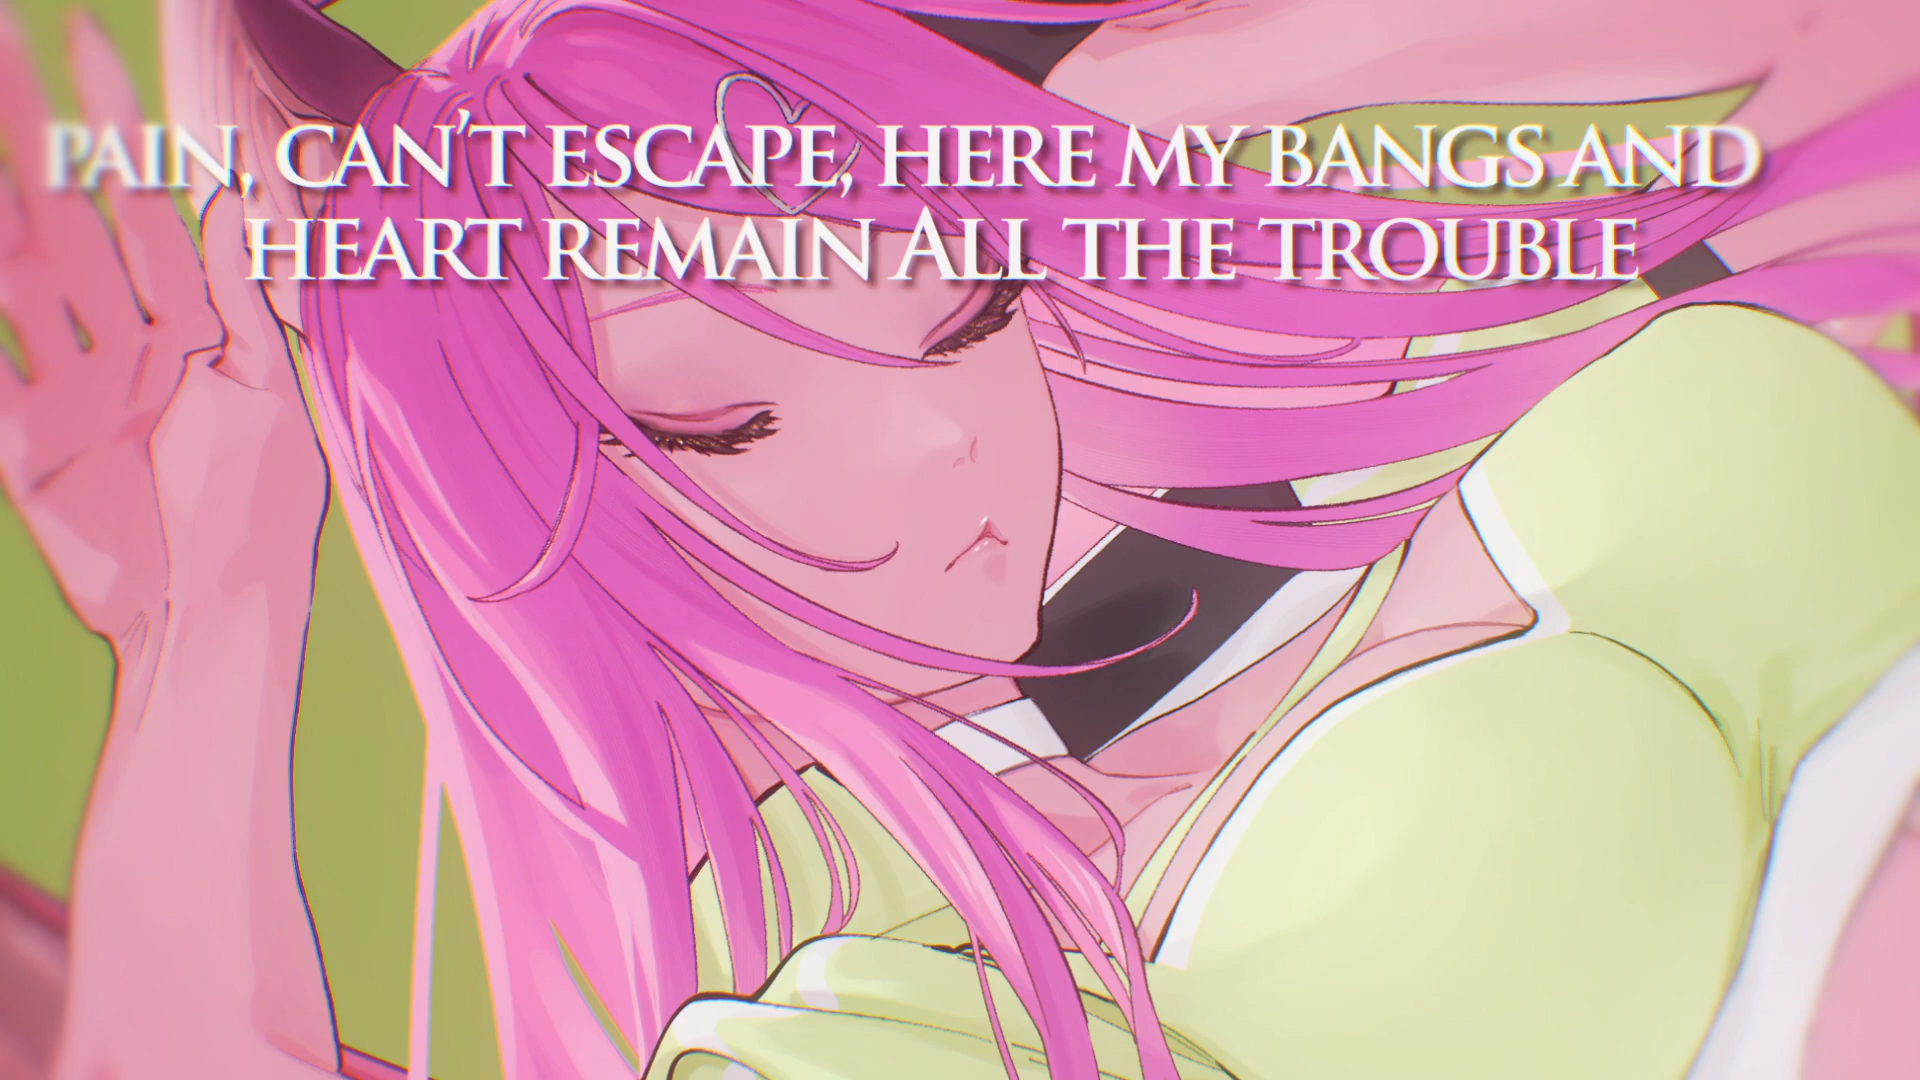 PAIN, CAN'T ESCAPE, HERE MY BANGS AND
HEART REMAIN ALL THE TROUBLE